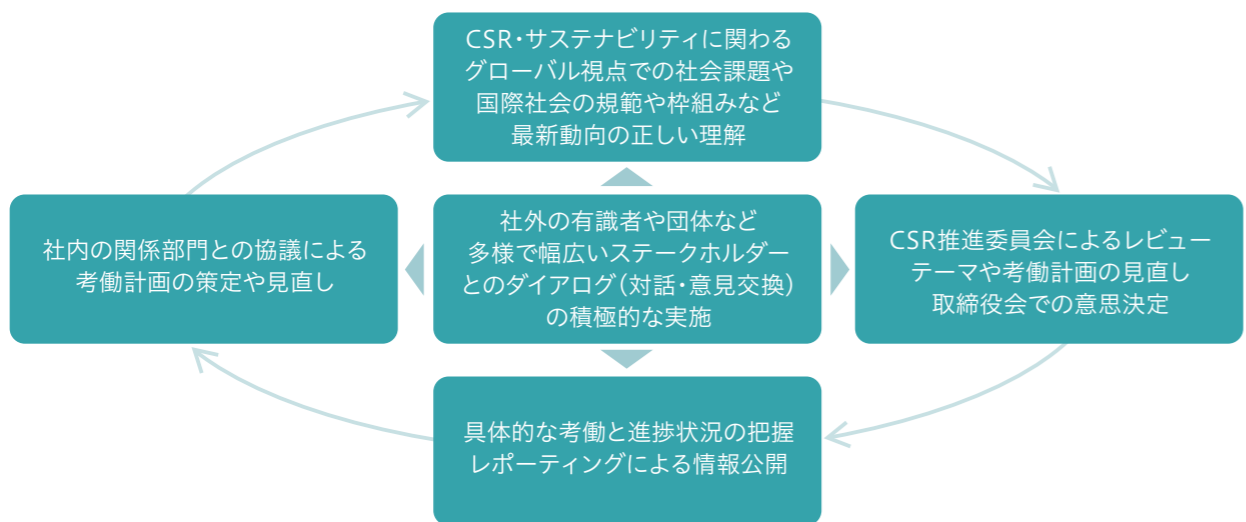 CSR・サステナビリティに関わる
グローバル視点での社会課題や
国際社会の規範や枠組みなど
最新動向の正しい理解
社内の関係部門との協議による
考働計画の策定や見直し
社外の有識者や団体など
多様で幅広いステークホルダー
とのダイアログ（対話・意見交換）
の積極的な実施
CSR推進委員会によるレビュー
テーマや考働計画の見直し
取締役会での意思決定
具体的な考働と進捗状況の把握
レポーティングによる情報公開